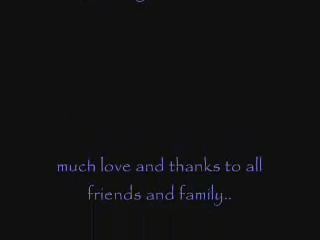 much love and thanks to all
friends and family..